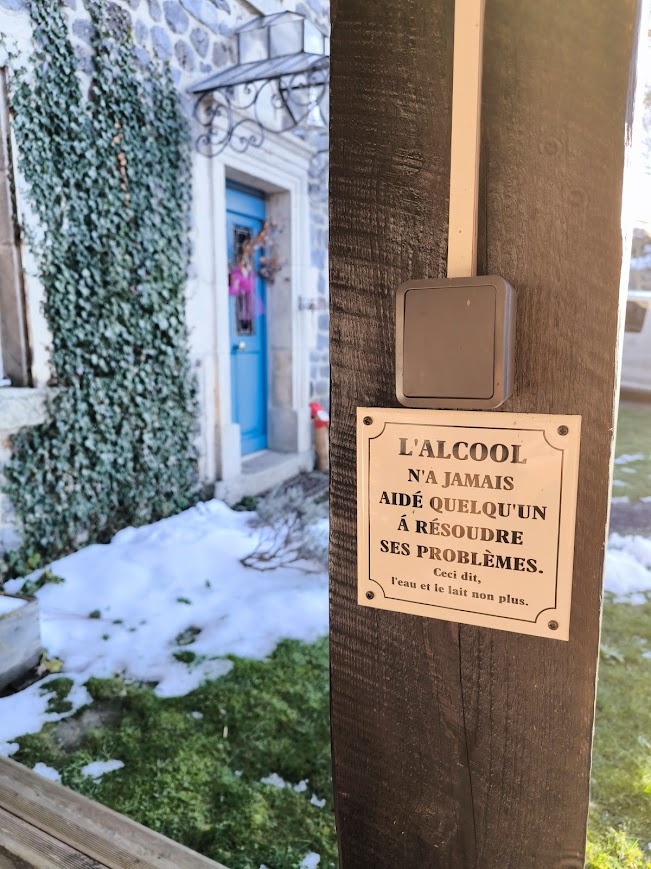 L'ALCOOL
N'A JAMAIS
AIDÉ QUELQU'UN
Á RÉSOUDRE
SES PROBLÈMES.
Ceci dit,
l'eau et le lait non plus.